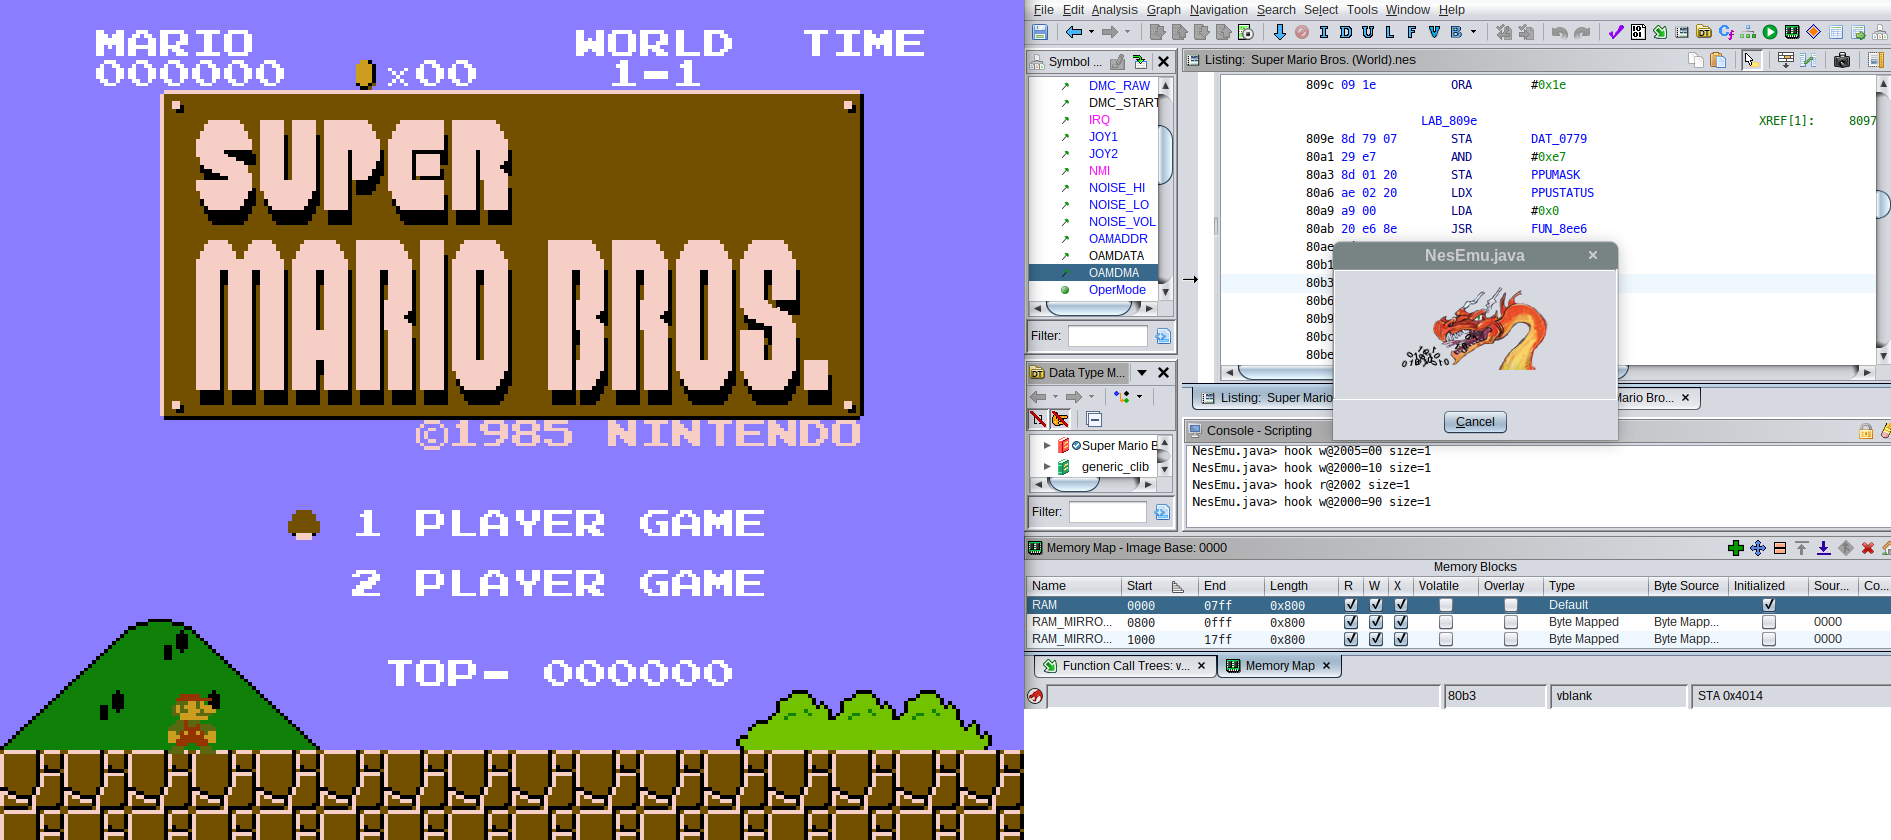 MARIO
WORLD TIME
000000
x00
1-1
SUPER
MARIO BROS.
©1985 NINTENDO
1 PLAYER GAME
2 PLAYER GAME
TOP- 000000
File Edit Analysis Graph Navigation Search Select Tools Window Help
I D U L F V B
Symbol ...
DMC_RAW
DMC_START
IRQ
JOY1
JOY2
NMI
NOISE_HI
NOISE_LO
NOISE_VOL
OAMADDR
OAMDATA
OAMDMA
OperMode
Filter:
Data Type M...
Super Mario B
generic_clib
Filter:
Listing: Super Mario Bros. (World).nes
809c 09 1e ORA #0x1e
LAB_809e XREF[1]: 8097
809e 8d 79 07 STA DAT_0779
80a1 29 e7 AND #0xe7
80a3 8d 01 20 STA PPUMASK
80a6 ae 02 20 LDX PPUSTATUS
80a9 a9 00 LDA #0x0
80ab 20 e6 8e JSR FUN_8ee6
80ae
80b1
80b3
80b6
80b9
80bc
80be
NesEmu.java
Cancel
Listing: Super Mario
Mario Bro...
Console - Scripting
NesEmu.java> hook w@2005=00 size=1
NesEmu.java> hook w@2000=10 size=1
NesEmu.java> hook r@2002 size=1
NesEmu.java> hook w@2000=90 size=1
Memory Map - Image Base: 0000
Memory Blocks
Name Start End Length R W X Volatile Overlay Type Byte Source Initialized Sour... Co...
RAM 0000 07ff 0x800 Default
RAM_MIRRO... 0800 0fff 0x800 Byte Mapped Byte Mapp... 0000
RAM_MIRRO... 1000 17ff 0x800 Byte Mapped Byte Mapp... 0000
Function Call Trees: v...
Memory Map
80b3
vblank
STA 0x4014